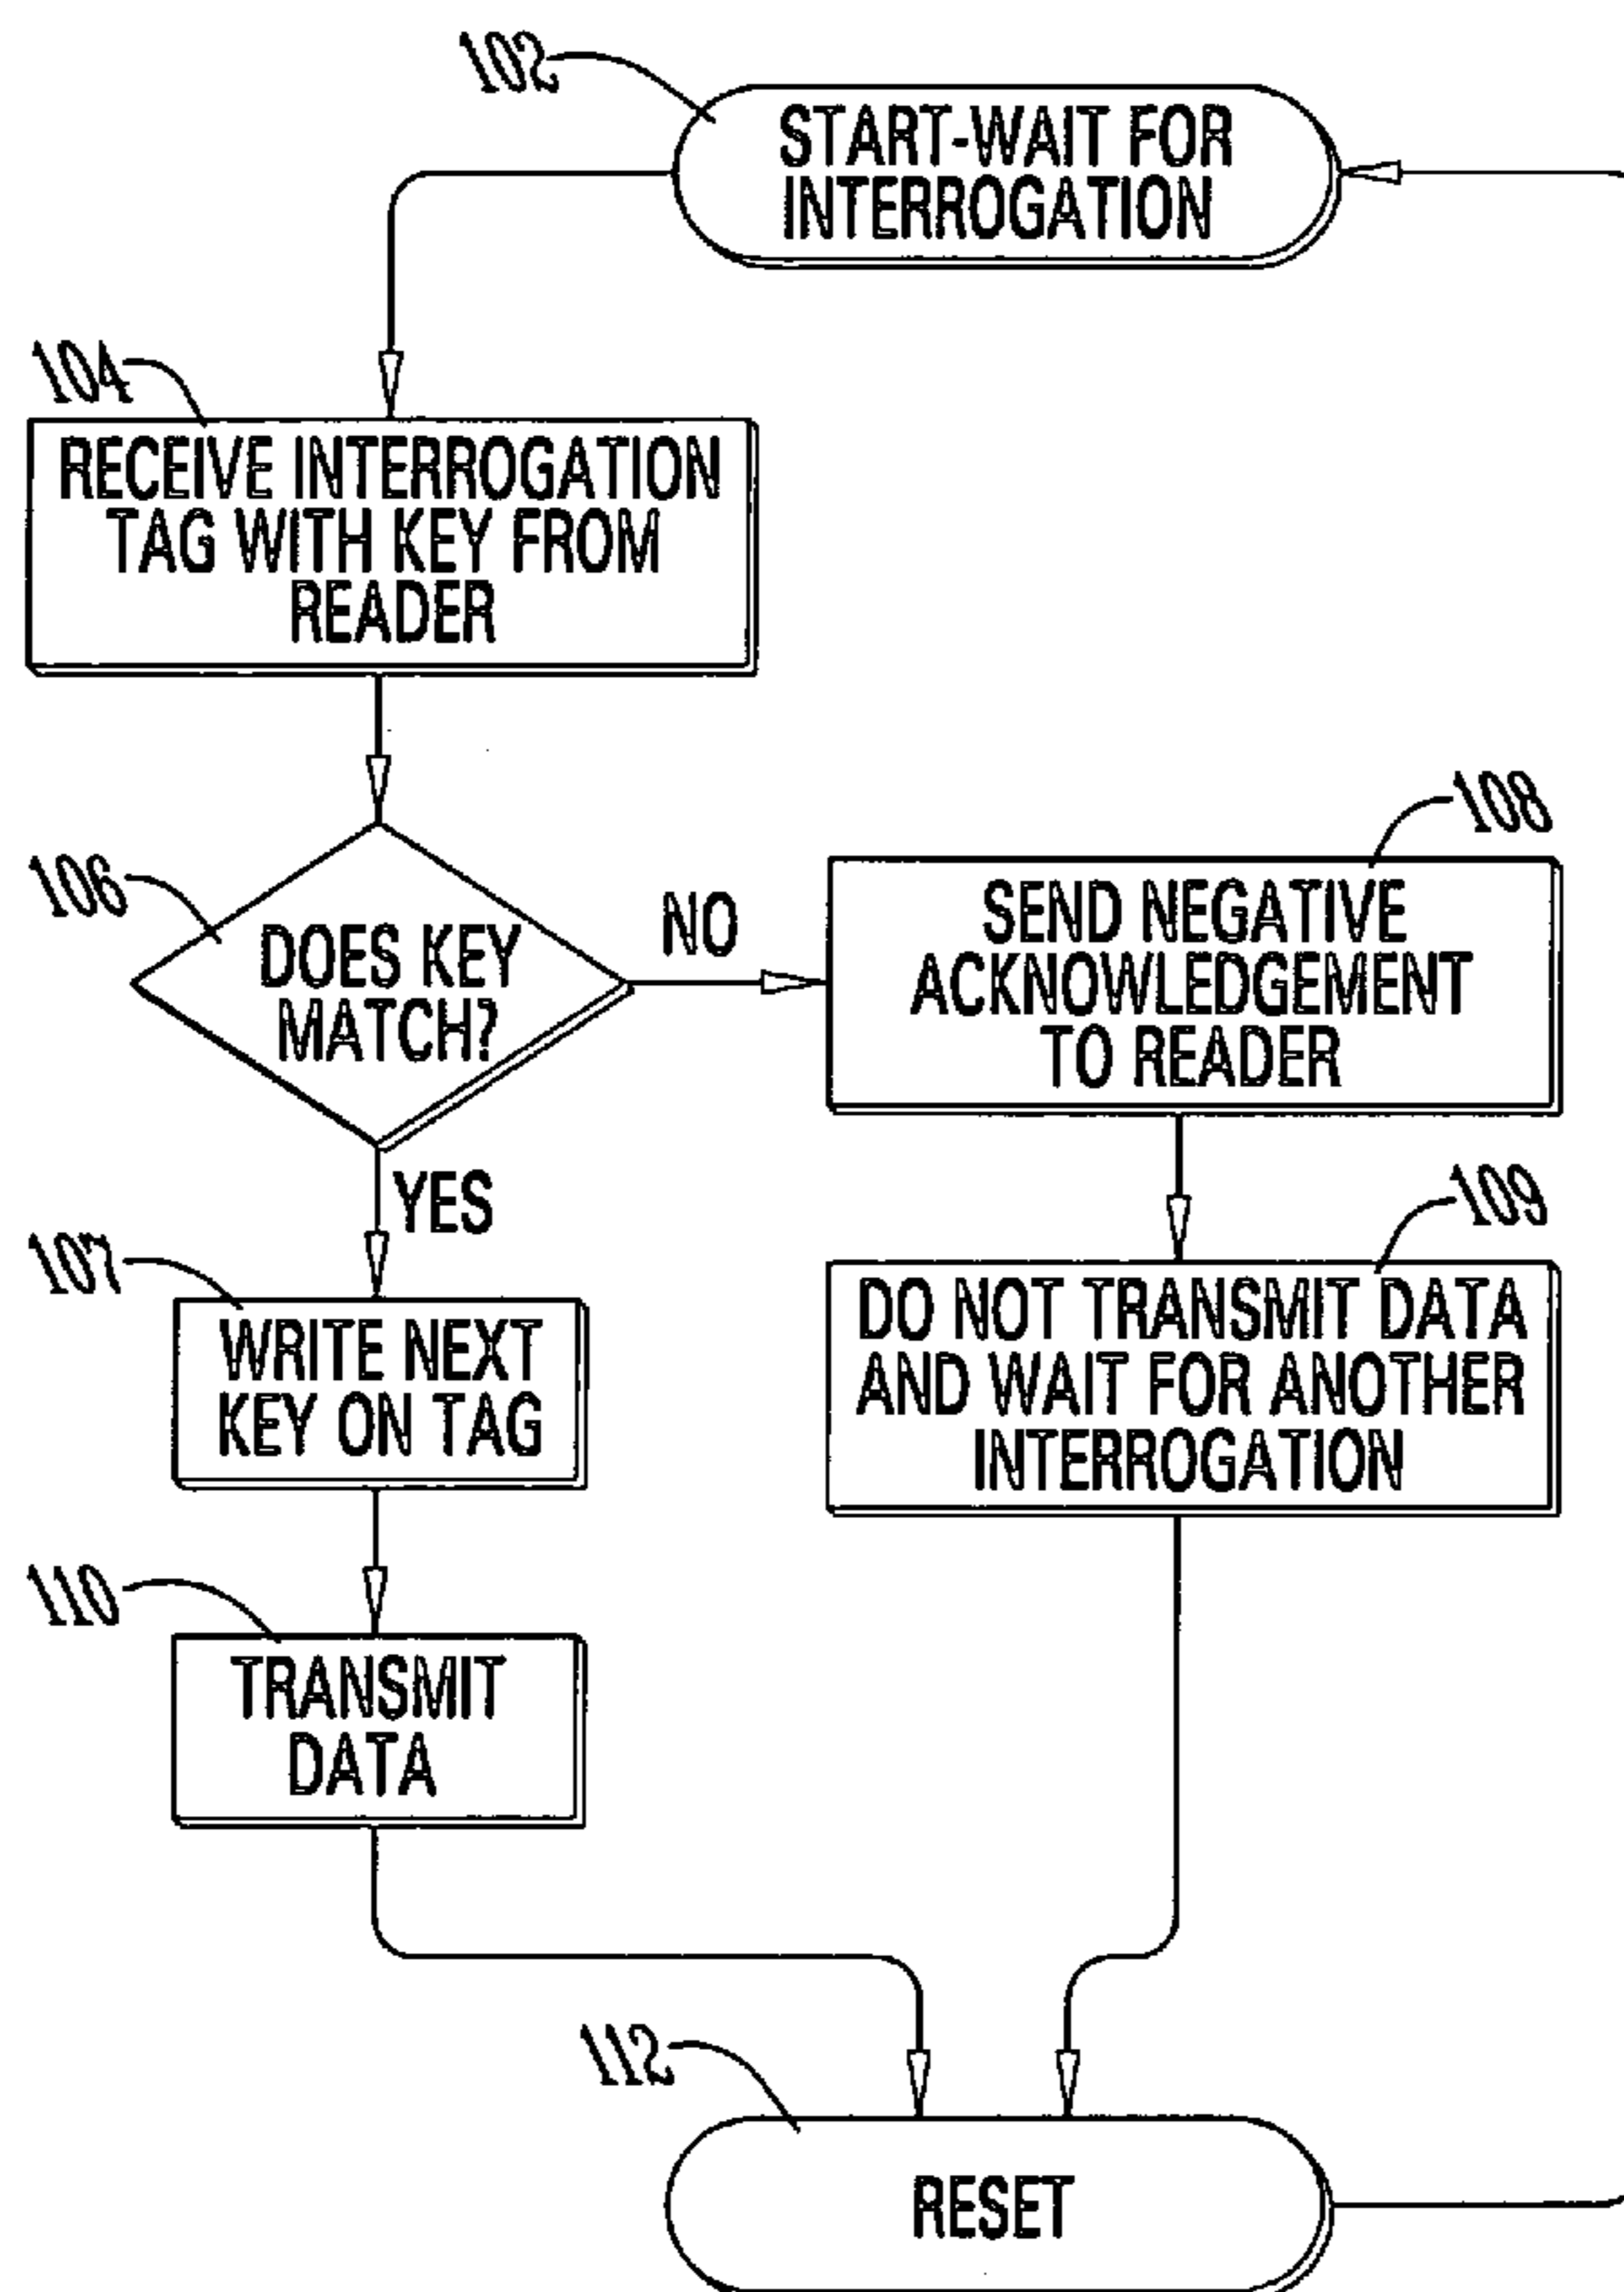 102
START-WAIT FOR
INTERROGATION
104
RECEIVE INTERROGATION
TAG WITH KEY FROM
READER
106
DOES KEY
MATCH?
NO
108
SEND NEGATIVE
ACKNOWLEDGEMENT
TO READER
YES
109
DO NOT TRANSMIT DATA
AND WAIT FOR ANOTHER
INTERROGATION
107
WRITE NEXT
KEY ON TAG
110
TRANSMIT
DATA
112
RESET